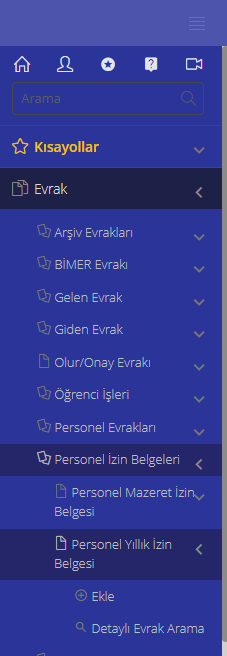 Arama
Kısayollar
Evrak
Arşiv Evrakları
BİMER Evrakı
Gelen Evrak
Giden Evrak
Olur/Onay Evrakı
Öğrenci İşleri
Personel Evrakları
Personel İzin Belgeleri
Personel Mazeret İzin
Belgesi
Personel Yıllık İzin
Belgesi
Ekle
Detaylı Evrak Arama